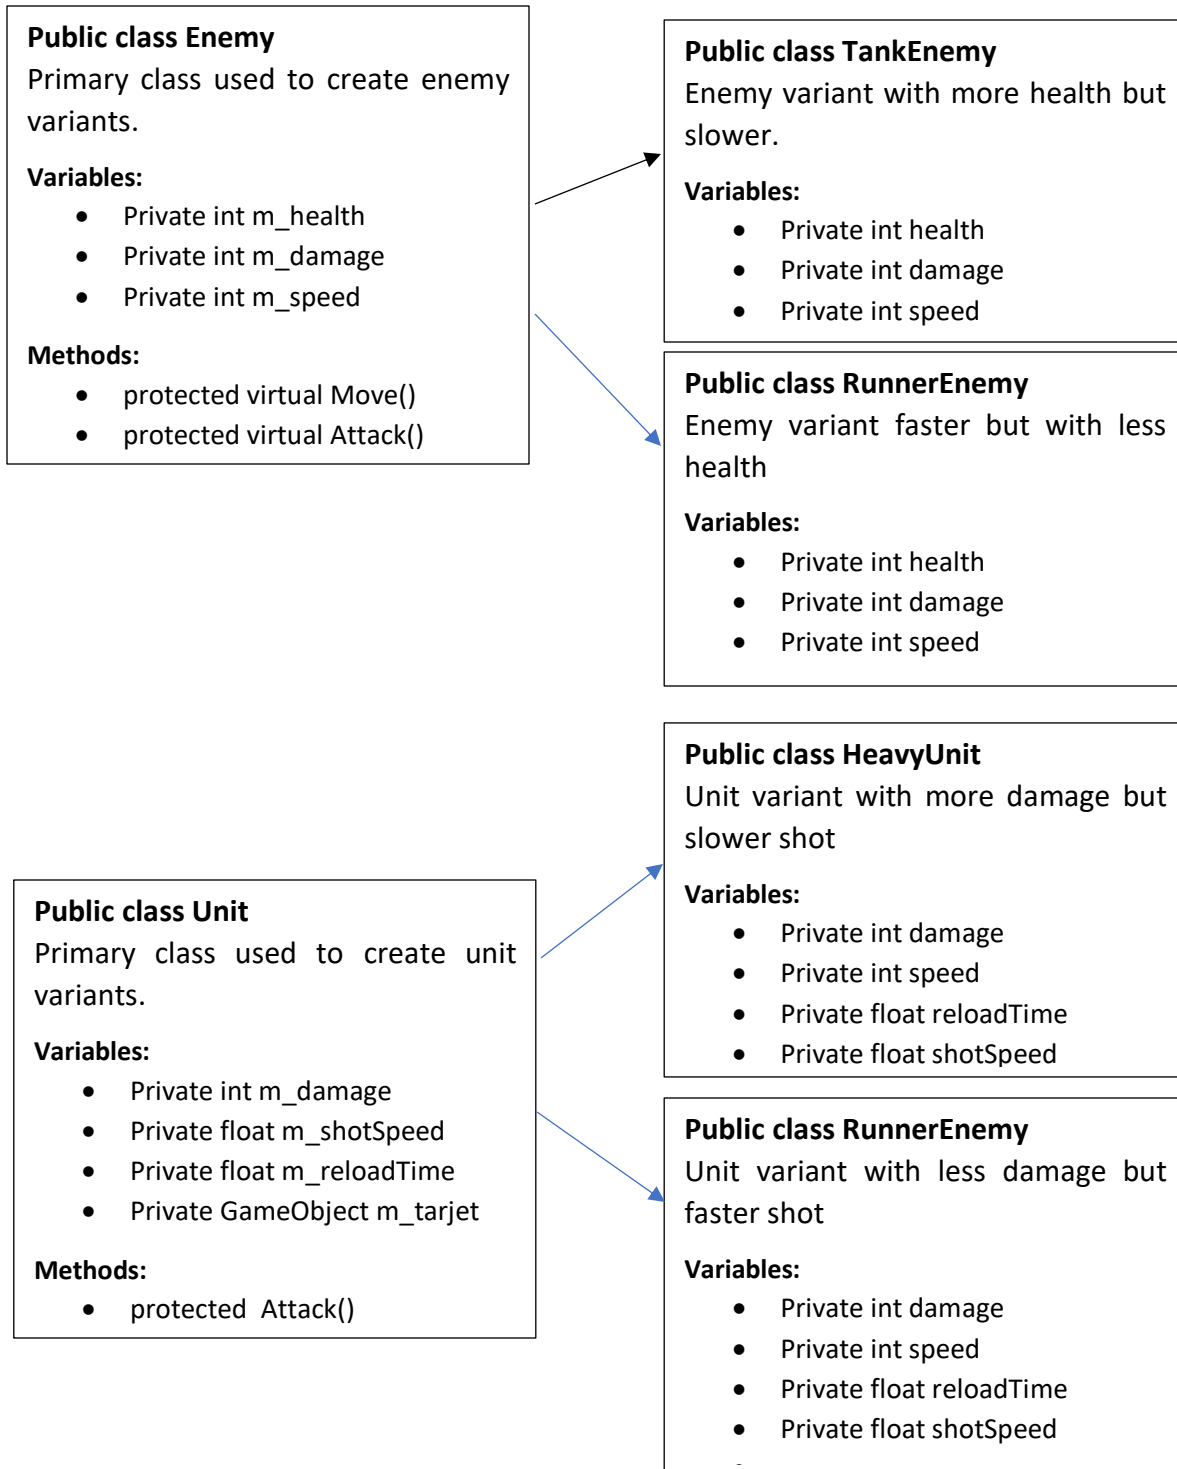 Public class Enemy
Primary class used to create enemy
variants.
Variables:
• Private int m_health
• Private int m_damage
• Private int m_speed
Methods:
• protected virtual Move()
• protected virtual Attack()
Public class TankEnemy
Enemy variant with more health but
slower.
Variables:
• Private int health
• Private int damage
• Private int speed
Public class RunnerEnemy
Enemy variant faster but with less
health
Variables:
• Private int health
• Private int damage
• Private int speed
Public class Unit
Primary class used to create unit
variants.
Variables:
• Private int m_damage
• Private float m_shotSpeed
• Private float m_reloadTime
• Private GameObject m_tarjet
Methods:
• protected  Attack()
Public class HeavyUnit
Unit variant with more damage but
slower shot
Variables:
• Private int damage
• Private int speed
• Private float reloadTime
• Private float shotSpeed
Public class RunnerEnemy
Unit variant with less damage but
faster shot
Variables:
• Private int damage
• Private int speed
• Private float reloadTime
• Private float shotSpeed